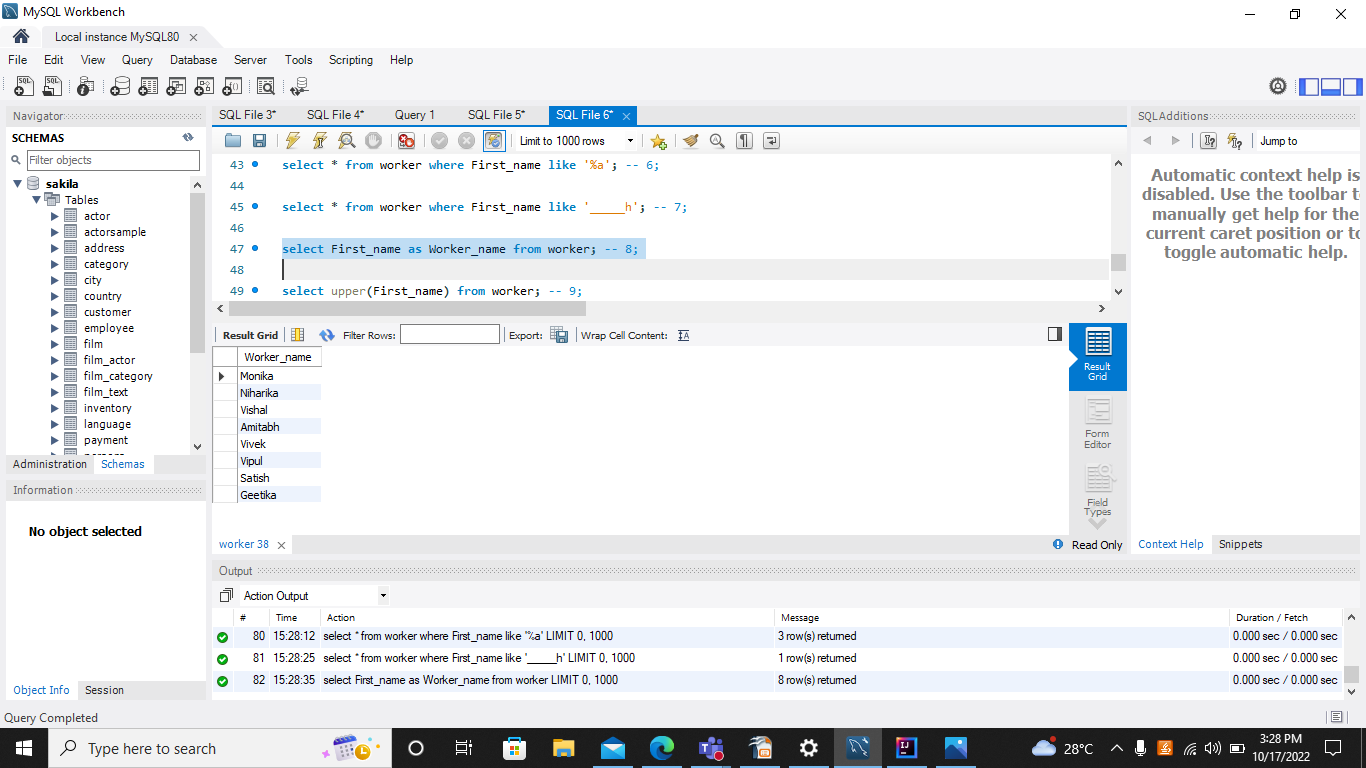 MySQL Workbench
Local instance MySQL80
File Edit View Query Database Server Tools Scripting Help
Navigator
SCHEMAS
Filter objects
sakila
Tables
actor
actorsample
address
category
city
country
customer
employee
film
film_actor
film_category
film_text
inventory
language
payment
Administration Schemas
Information
No object selected
Object Info Session
SQL File 3* SQL File 4* Query 1 SQL File 5* SQL File 6*
Limit to 1000 rows
43 select * from worker where First_name like '%a'; -- 6;
44
45 select * from worker where First_name like '_____h'; -- 7;
46
47 select First_name as Worker_name from worker; -- 8;
48
49 select upper(First_name) from worker; -- 9;
Result Grid Filter Rows: Export: Wrap Cell Content:
Worker_name
Monika
Niharika
Vishal
Amitabh
Vivek
Vipul
Satish
Geetika
Result
Grid
Form
Editor
Field
Types
worker 38
Read Only
SQLAdditions
Jump to
Automatic context help is
disabled. Use the toolbar t
manually get help for the
current caret position or to
toggle automatic help.
Context Help Snippets
Output
Action Output
# Time Action Message Duration / Fetch
80 15:28:12 select * from worker where First_name like '%a' LIMIT 0, 1000 3 row(s) returned 0.000 sec / 0.000 sec
81 15:28:25 select * from worker where First_name like '_____h' LIMIT 0, 1000 1 row(s) returned 0.000 sec / 0.000 sec
82 15:28:35 select First_name as Worker_name from worker LIMIT 0, 1000 8 row(s) returned 0.000 sec / 0.000 sec
Query Completed
Type here to search
28°C
3:28 PM
10/17/2022